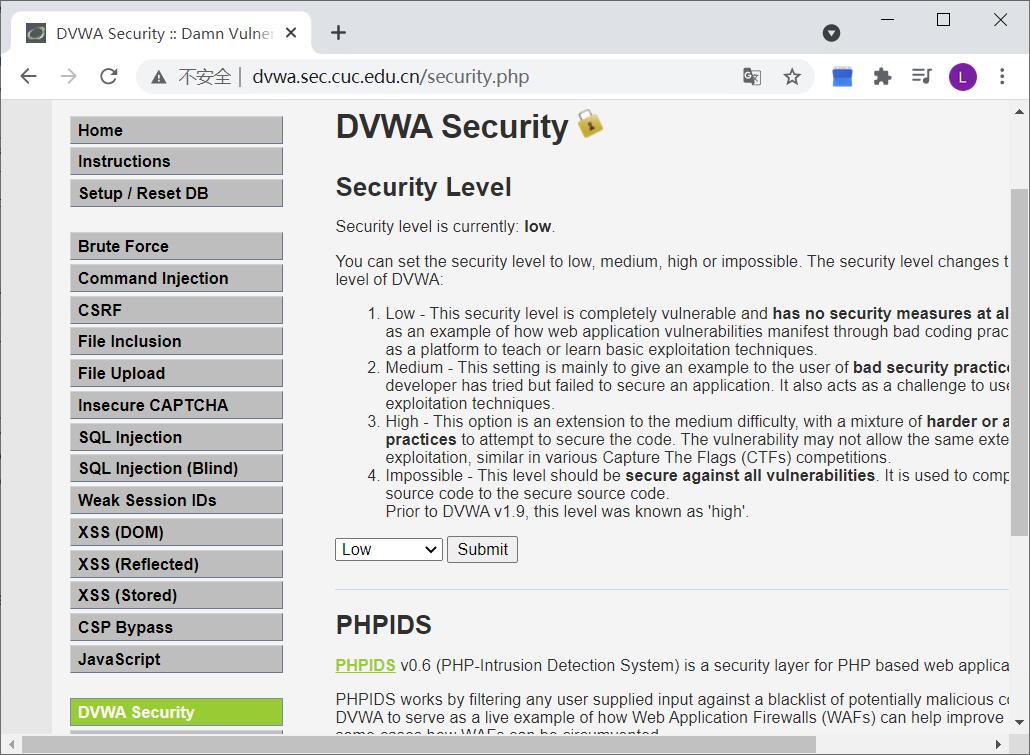 DVWA Security :: Damn Vulner
不安全
dvwa.sec.cuc.edu.cn/security.php
L
Home
Instructions
Setup / Reset DB
Brute Force
Command Injection
CSRF
File Inclusion
File Upload
Insecure CAPTCHA
SQL Injection
SQL Injection (Blind)
Weak Session IDs
XSS (DOM)
XSS (Reflected)
XSS (Stored)
CSP Bypass
JavaScript
DVWA Security
DVWA Security
Security Level
Security level is currently: low.
You can set the security level to low, medium, high or impossible. The security level changes t
level of DVWA:
1. Low - This security level is completely vulnerable and has no security measures at al
as an example of how web application vulnerabilities manifest through bad coding prac
as a platform to teach or learn basic exploitation techniques.
2. Medium - This setting is mainly to give an example to the user of bad security practice
developer has tried but failed to secure an application. It also acts as a challenge to use
exploitation techniques.
3. High - This option is an extension to the medium difficulty, with a mixture of harder or a
practices to attempt to secure the code. The vulnerability may not allow the same exte
exploitation, similar in various Capture The Flags (CTFs) competitions.
4. Impossible - This level should be secure against all vulnerabilities. It is used to comp
source code to the secure source code.
Prior to DVWA v1.9, this level was known as 'high'.
Low
Submit
PHPIDS
PHPIDS v0.6 (PHP-Intrusion Detection System) is a security layer for PHP based web applica
PHPIDS works by filtering any user supplied input against a blacklist of potentially malicious co
DVWA to serve as a live example of how Web Application Firewalls (WAFs) can help improve
some cases how WAFs can be circumvented